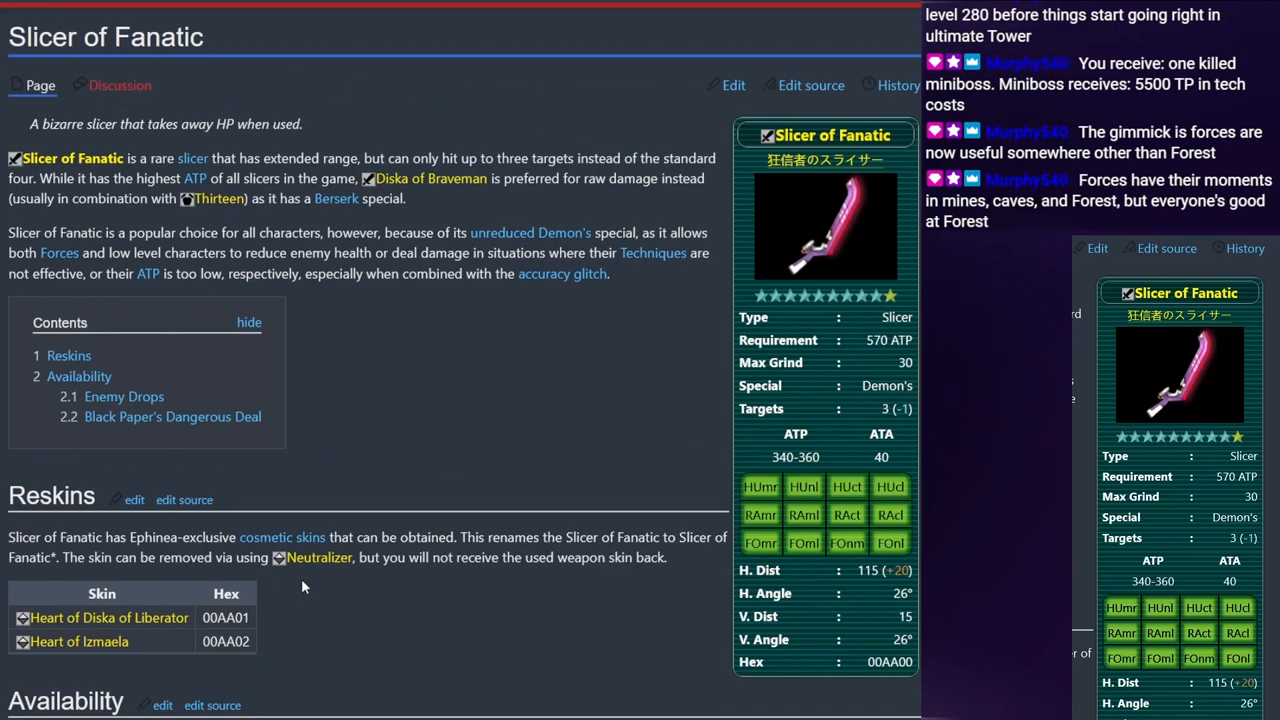 Slicer of Fanatic
Page
Discussion
Edit
Edit source
History
A bizarre slicer that takes away HP when used.
Slicer of Fanatic is a rare slicer that has extended range, but can only hit up to three targets instead of the standard
four. While it has the highest ATP of all slicers in the game, Diska of Braveman is preferred for raw damage instead
(usually in combination with Thirteen) as it has a Berserk special.
Slicer of Fanatic is a popular choice for all characters, however, because of its unreduced Demon's special, as it allows
both Forces and low level characters to reduce enemy health or deal damage in situations where their Techniques are
not effective, or their ATP is too low, respectively, especially when combined with the accuracy glitch.
Contents
hide
1 Reskins
2 Availability
2.1 Enemy Drops
2.2 Black Paper's Dangerous Deal
Reskins
edit
edit source
Slicer of Fanatic has Ephinea-exclusive cosmetic skins that can be obtained. This renames the Slicer of Fanatic to Slicer of
Fanatic*. The skin can be removed via using Neutralizer, but you will not receive the used weapon skin back.
Skin Hex
Heart of Diska of Liberator 00AA01
Heart of Izmaela 00AA02
Availability
edit
edit source
Slicer of Fanatic
狂信者のスライサー
Type : Slicer
Requirement : 570 ATP
Max Grind : 30
Special : Demon's
Targets : 3 (-1)
ATP ATA
340-360 40
HUmr HUnl HUct HUcl
RAmr RAml RAct RAcl
FOmr FOml FOnm FOnl
H. Dist : 115 (+20)
H. Angle : 26°
V. Dist : 15
V. Angle : 26°
Hex : 00AA00
level 280 before things start going right in
ultimate Tower
Murphy540 You receive: one killed
miniboss. Miniboss receives: 5500 TP in tech
costs
Murphy540 The gimmick is forces are
now useful somewhere other than Forest
Murphy540 Forces have their moments
in mines, caves, and Forest, but everyone's good
at Forest
Edit
Edit source
History
rd
s
e
er of
Slicer of Fanatic
狂信者のスライサー
Type : Slicer
Requirement : 570 ATP
Max Grind : 30
Special : Demon's
Targets : 3 (-1)
ATP ATA
340-360 40
HUmr HUnl HUct HUcl
RAmr RAml RAct RAcl
FOmr FOml FOnm FOnl
H. Dist : 115 (+20)
H. Angle : 26°